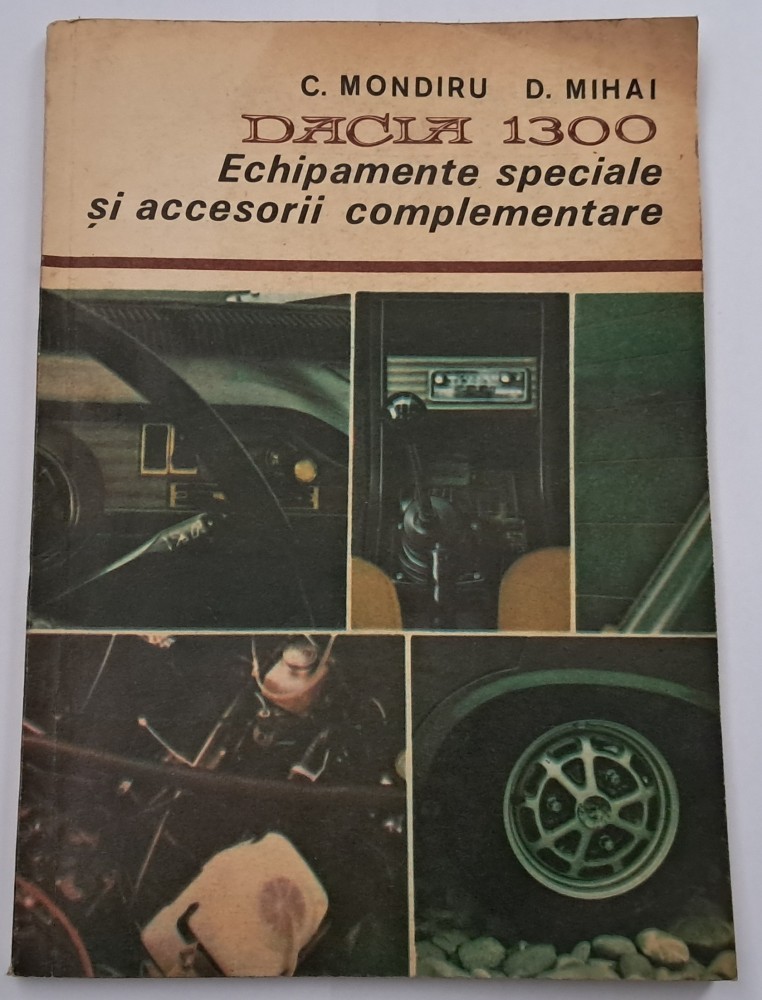 C. MONDIRU D. MIHAI
DACIA 1300
Echipamente speciale
și accesorii complementare